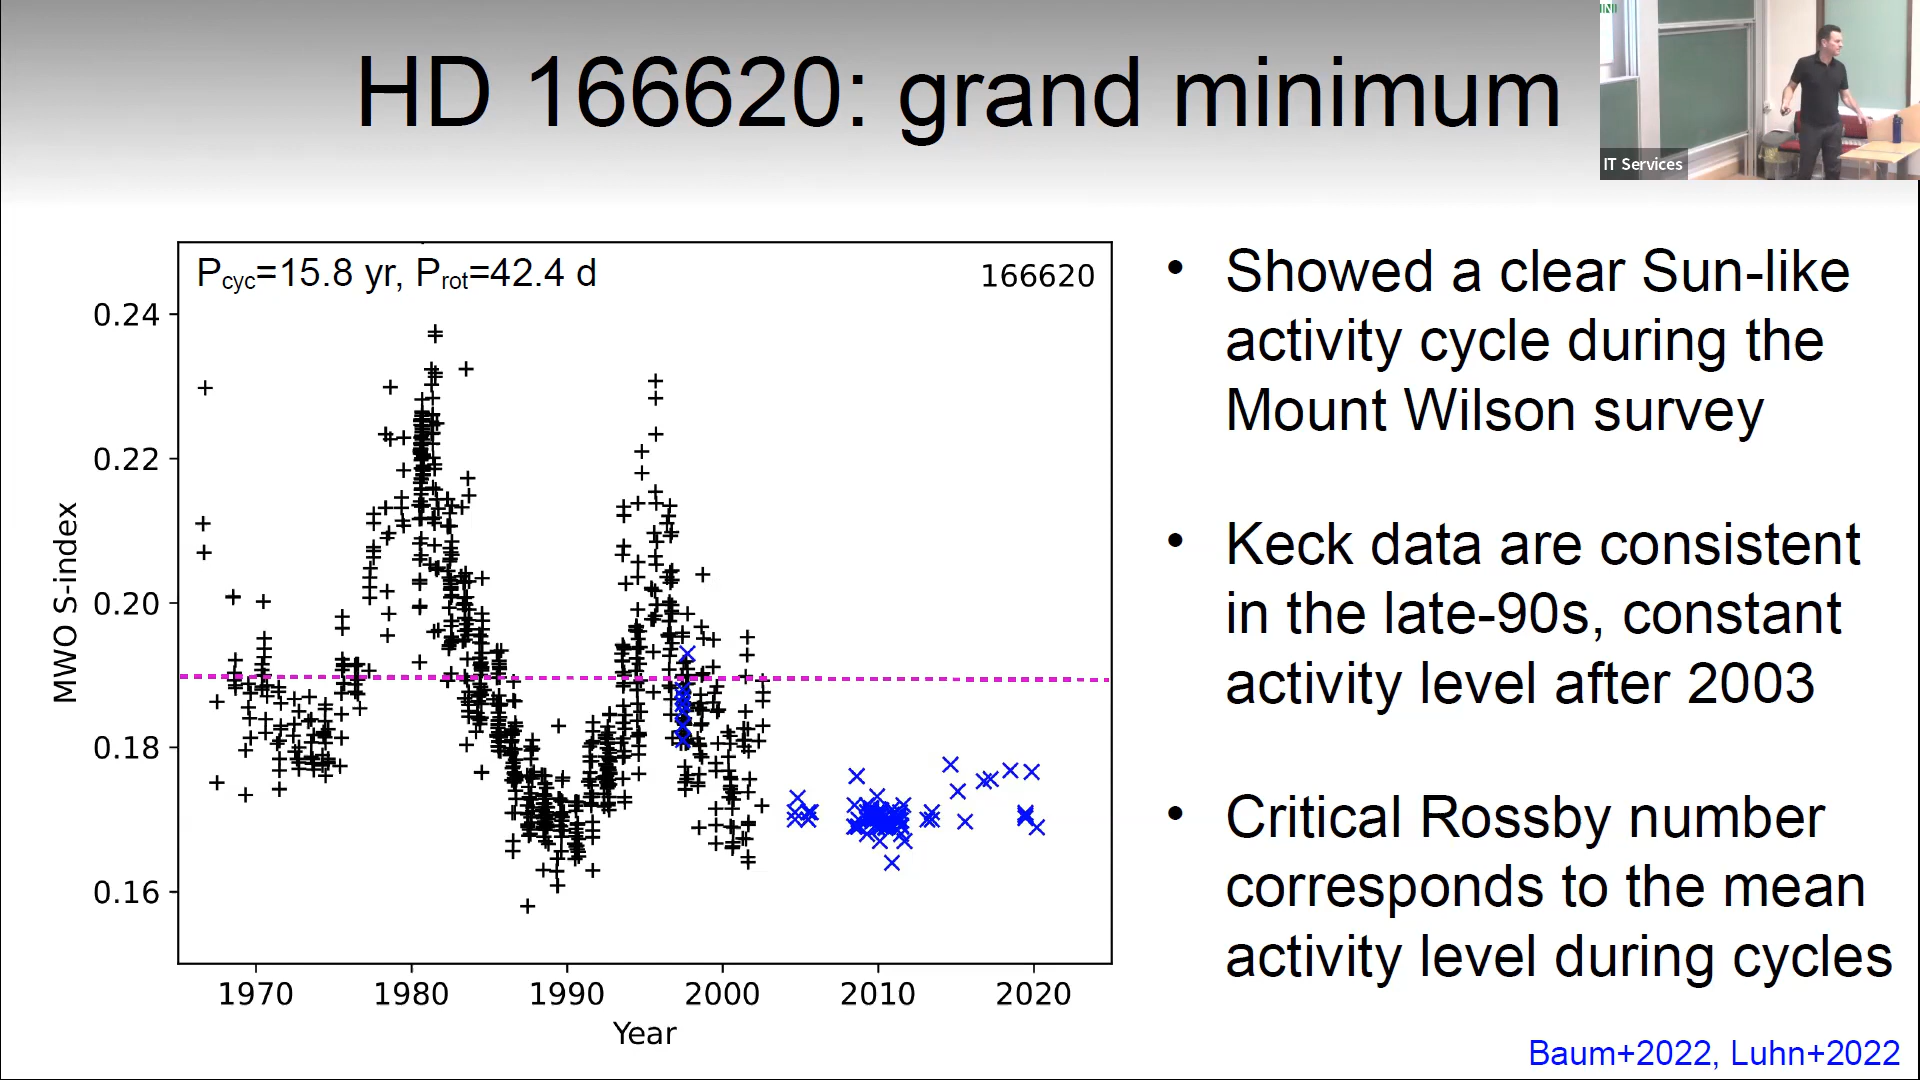 HD 166620: grand minimum
IT Services
Pcyc=15.8 yr, Prot=42.4 d
166620
0.24
0.22
0.20
0.18
0.16
MWO S-index
1970 1980 1990 2000 2010 2020
Year
• Showed a clear Sun-like
activity cycle during the
Mount Wilson survey
• Keck data are consistent
in the late-90s, constant
activity level after 2003
• Critical Rossby number
corresponds to the mean
activity level during cycles
Baum+2022, Luhn+2022